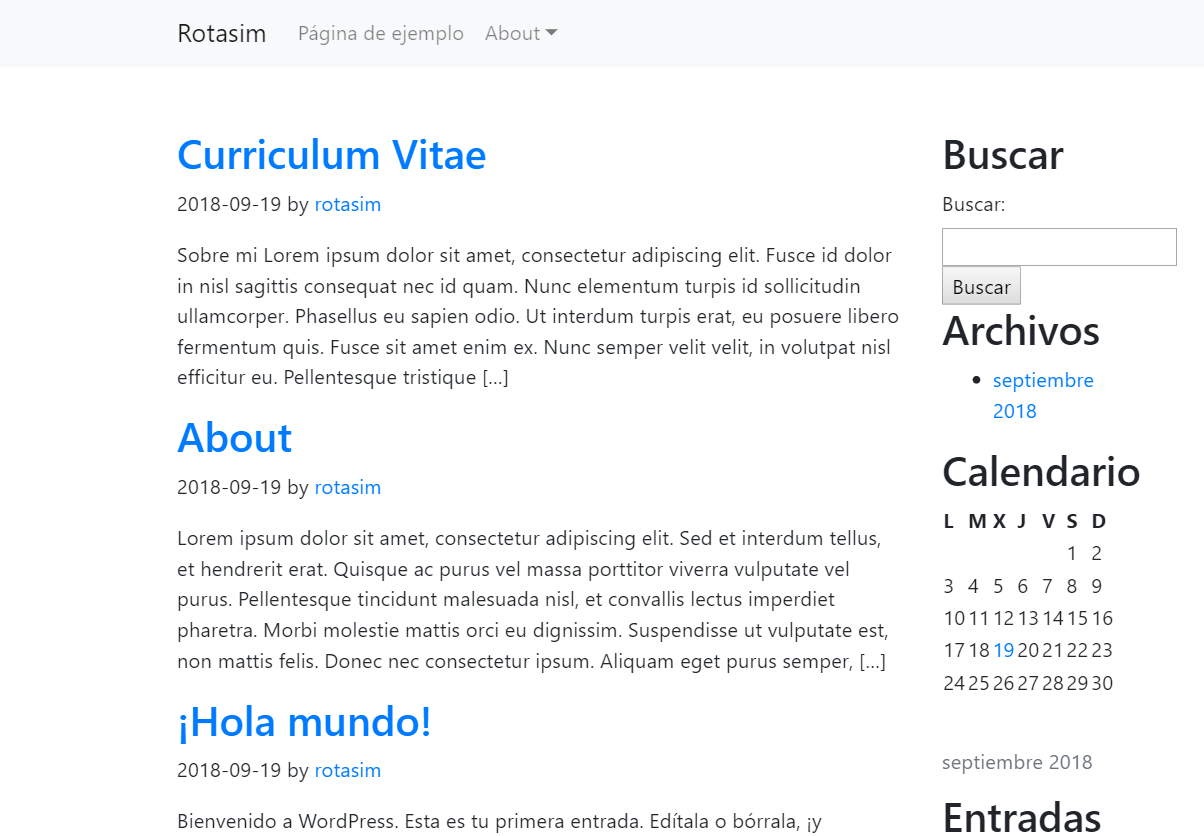 Rotasim Página de ejemplo About
Curriculum Vitae
2018-09-19 by rotasim
Sobre mi Lorem ipsum dolor sit amet, consectetur adipiscing elit. Fusce id dolor
in nisl sagittis consequat nec id quam. Nunc elementum turpis id sollicitudin
ullamcorper. Phasellus eu sapien odio. Ut interdum turpis erat, eu posuere libero
fermentum quis. Fusce sit amet enim ex. Nunc semper velit velit, in volutpat nisl
efficitur eu. Pellentesque tristique […]
About
2018-09-19 by rotasim
Lorem ipsum dolor sit amet, consectetur adipiscing elit. Sed et interdum tellus,
et hendrerit erat. Quisque ac purus vel massa porttitor viverra vulputate vel
purus. Pellentesque tincidunt malesuada nisl, et convallis lectus imperdiet
pharetra. Morbi molestie mattis orci eu dignissim. Suspendisse ut vulputate est,
non mattis felis. Donec nec consectetur ipsum. Aliquam eget purus semper, […]
¡Hola mundo!
2018-09-19 by rotasim
Bienvenido a WordPress. Esta es tu primera entrada. Edítala o bórrala, ¡y
Buscar
Buscar:
Buscar
Archivos
septiembre
2018
Calendario
L M X J V S D
1 2
3 4 5 6 7 8 9
10 11 12 13 14 15 16
17 18 19 20 21 22 23
24 25 26 27 28 29 30
septiembre 2018
Entradas